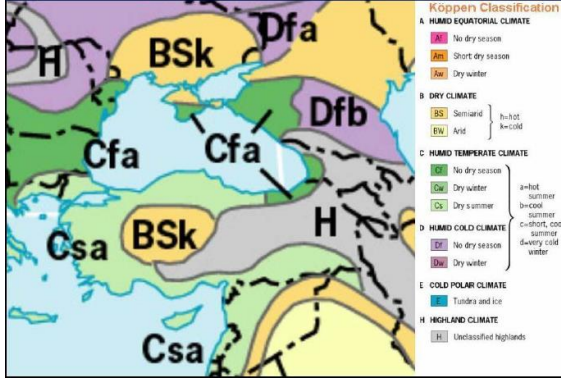 Dfa
BSk
H
Dfb
Cfa
Cfa
H
BSk
Csa
Csa
Köppen Classification
A HUMID EQUATORIAL CLIMATE
Af No dry season
Am Short dry season
Aw Dry winter
B DRY CLIMATE
BS Semiarid
BW Arid
h=hot
k=cold
C HUMID TEMPERATE CLIMATE
Cf No dry season
Cw Dry winter
Cs Dry summer
a=hot
summer
b=cool
summer
c=short, cool
summer
d=very cold
winter
D HUMID COLD CLIMATE
Df No dry season
Dw Dry winter
E COLD POLAR CLIMATE
E Tundra and ice
H HIGHLAND CLIMATE
H Unclassified highlands